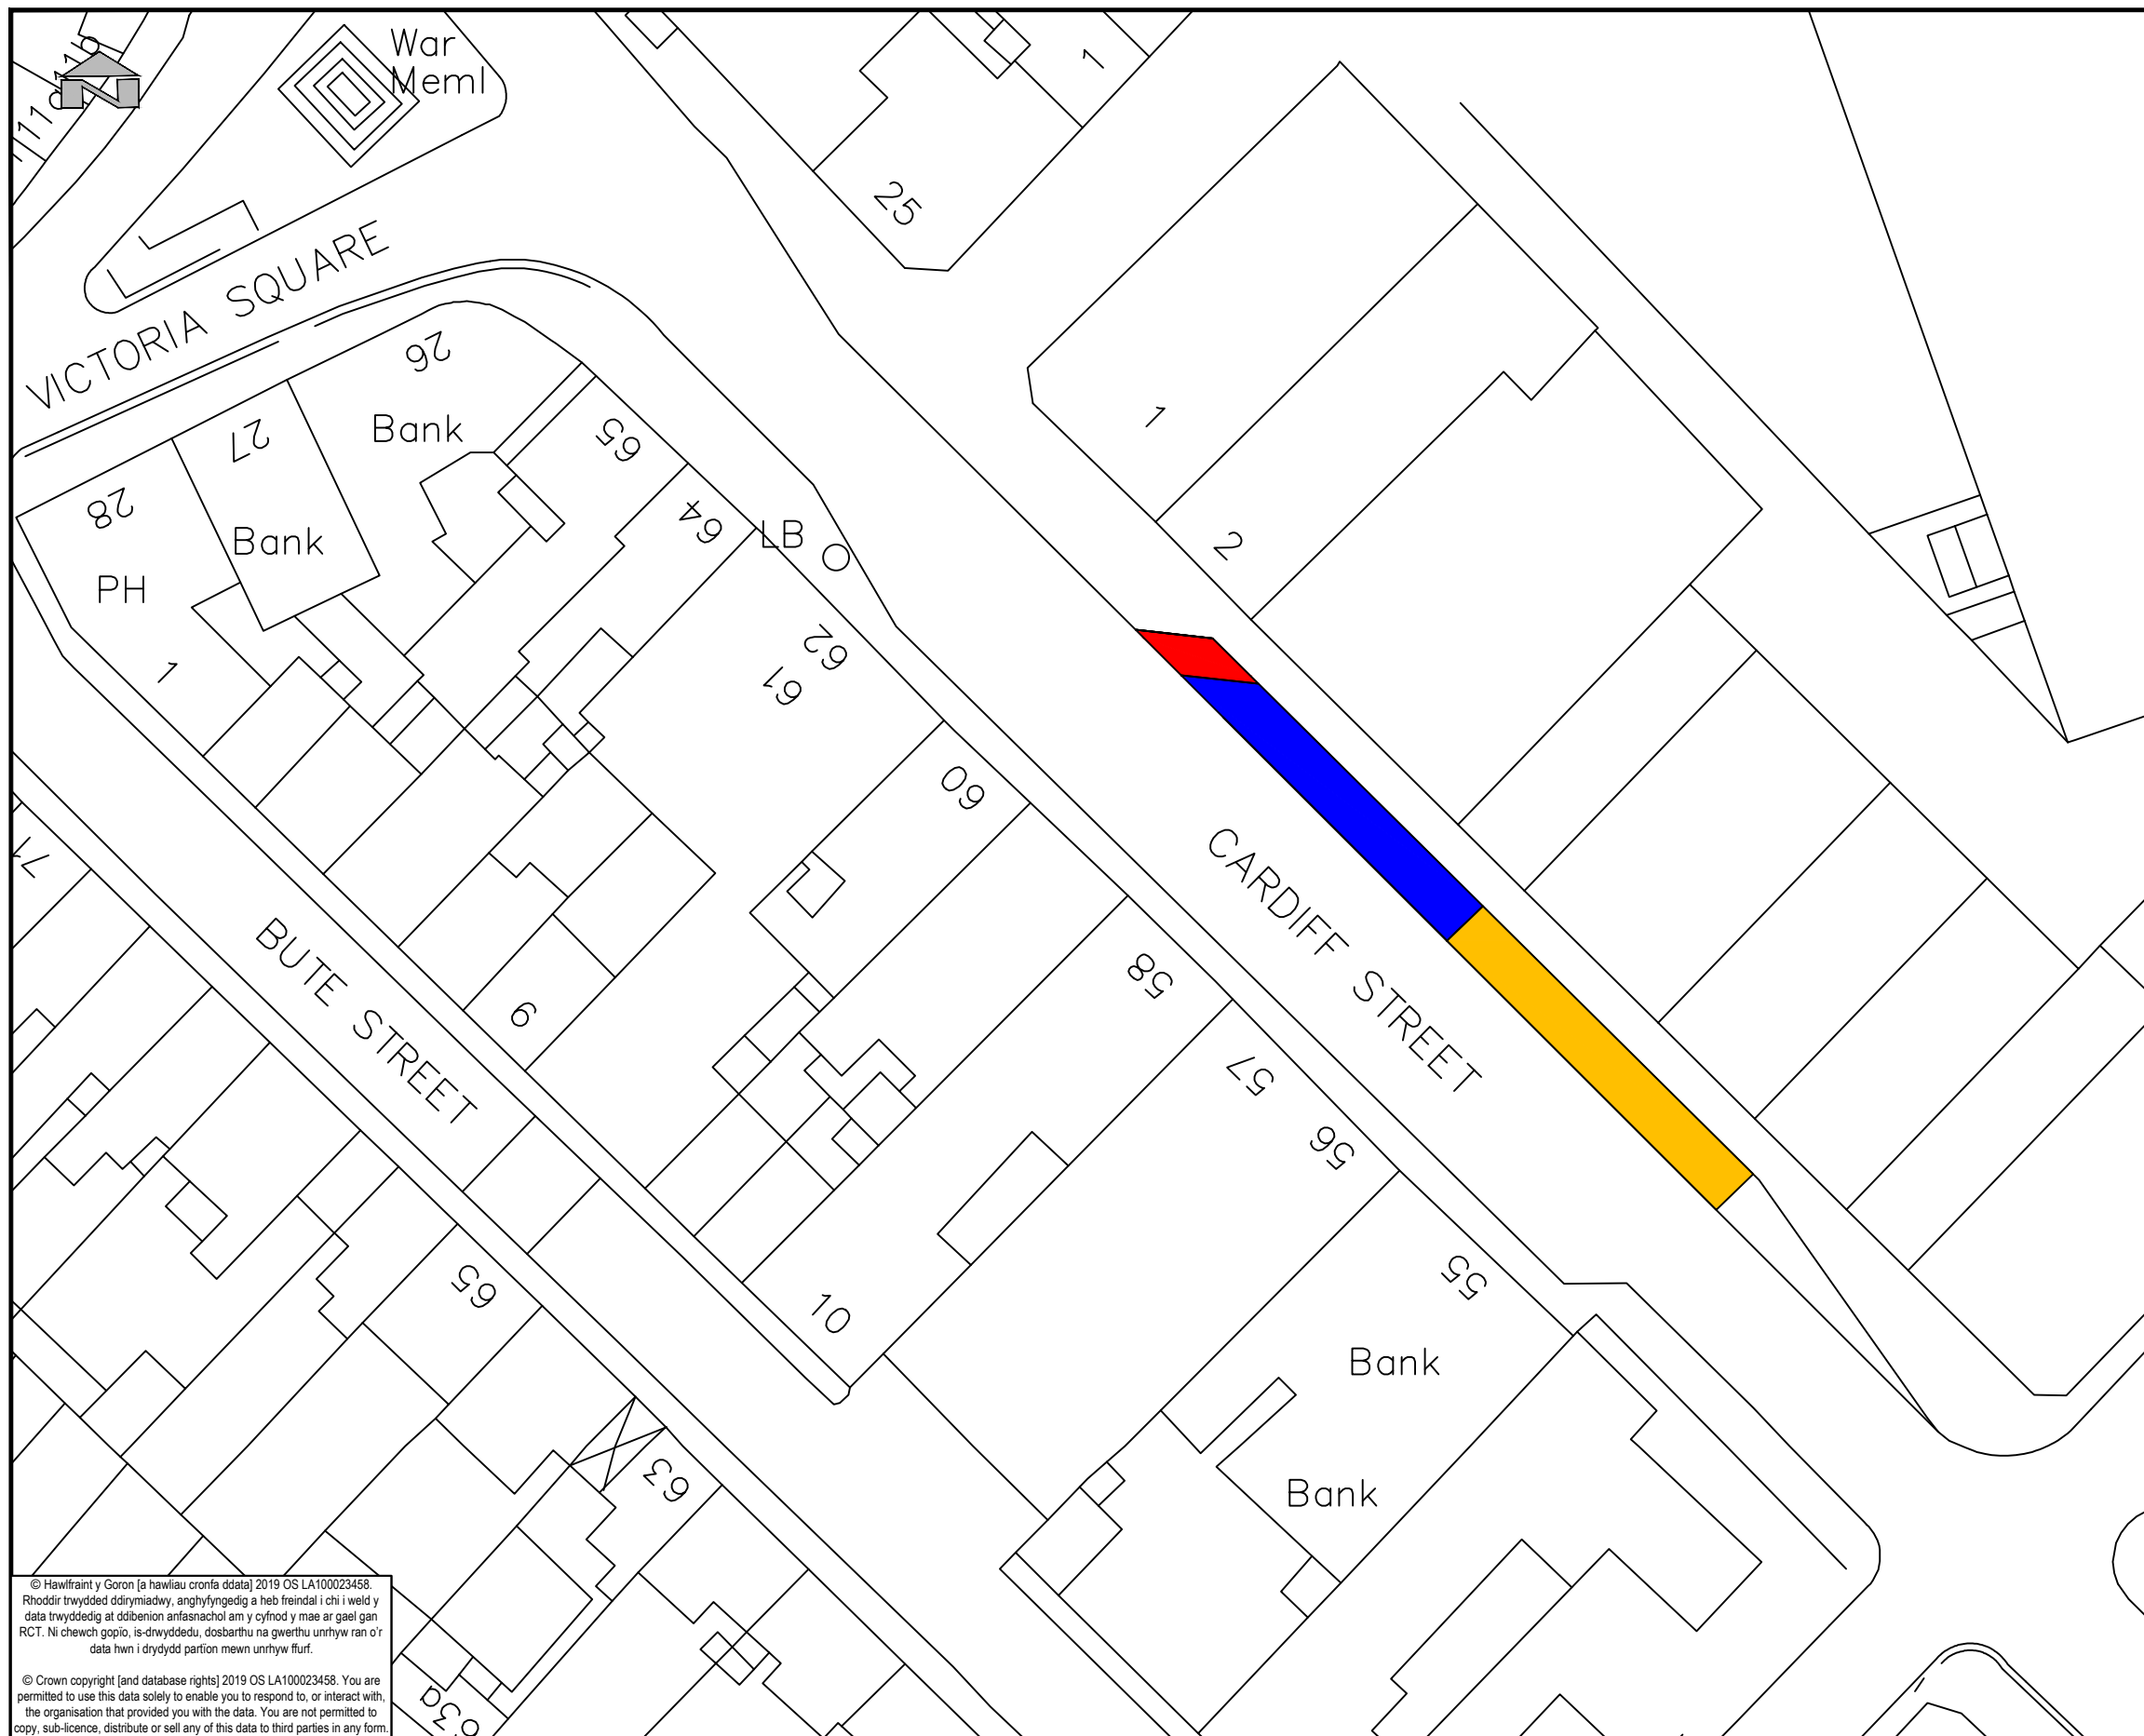 War
Meml
1
25
VICTORIA SQUARE
26
Bank
27
65
28
Bank
64
LB
1
2
PH
62
61
1
60
CARDIFF STREET
BUTE STREET
58
9
57
56
55
10
65
Bank
63
Bank
© Hawlfraint y Goron [a hawliau cronfa ddata] 2019 OS LA100023458.
Rhoddir trwydded ddirymiadwy, anghyfyngedig a heb freindal i chi i weld y
data trwyddedig at ddibenion anfasnachol am y cyfnod y mae ar gael gan
RCT. Ni chewch gopïo, is-drwyddedu, dosbarthu na gwerthu unrhyw ran o'r
data hwn i drydydd partïon mewn unrhyw ffurf.
© Crown copyright [and database rights] 2019 OS LA100023458. You are
permitted to use this data solely to enable you to respond to, or interact with,
the organisation that provided you with the data. You are not permitted to
copy, sub-licence, distribute or sell any of this data to third parties in any form.
63a